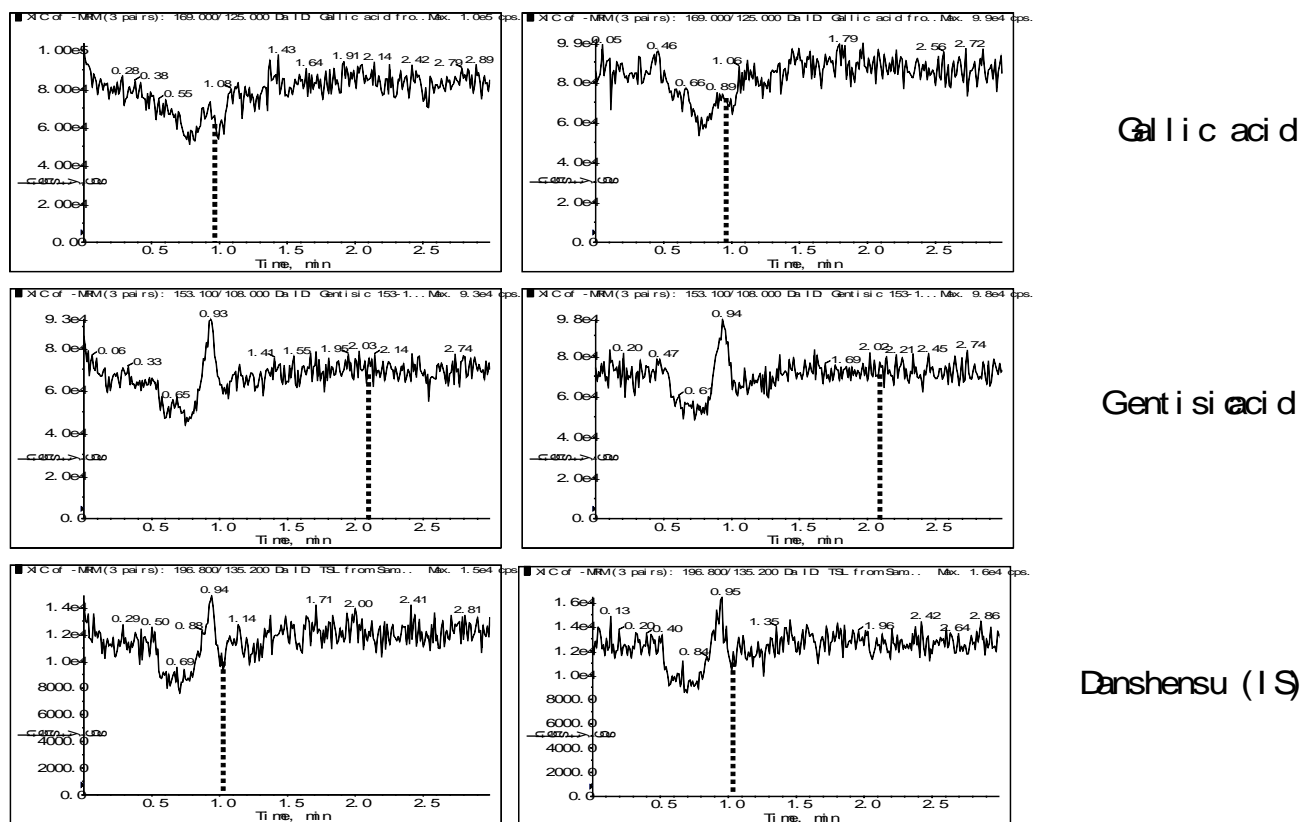 XIC of -MRM (3 pairs): 169.000/125.000 Da ID: Gallic acid fro... Max. 1.0e5 cps.
1.00e5
8.00e4
6.00e4
4.00e4
2.00e4
0.00
0.28
0.38
0.55
1.08
1.43
1.64
1.91
2.14
2.42
2.79
2.89
0.5
1.0
1.5
2.0
2.5
Time, min
XIC of -MRM (3 pairs): 169.000/125.000 Da ID: Gallic acid fro... Max. 9.9e4 cps.
9.9e4
8.0e4
6.0e4
4.0e4
2.0e4
0.0
0.05
0.46
0.66
0.89
1.06
1.79
2.56
2.72
0.5
1.0
1.5
2.0
2.5
Time, min
Gallic acid
XIC of -MRM (3 pairs): 153.100/108.000 Da ID: Gentisic 153-1... Max. 9.3e4 cps.
9.3e4
8.0e4
6.0e4
4.0e4
2.0e4
0.0
0.06
0.33
0.65
0.93
1.41
1.55
1.95
2.03
2.14
2.74
0.5
1.0
1.5
2.0
2.5
Time, min
XIC of -MRM (3 pairs): 153.100/108.000 Da ID: Gentisic 153-1... Max. 9.8e4 cps.
9.8e4
8.0e4
6.0e4
4.0e4
2.0e4
0.0
0.20
0.47
0.61
0.94
1.69
2.02
2.21
2.45
2.74
0.5
1.0
1.5
2.0
2.5
Time, min
Gentisic acid
XIC of -MRM (3 pairs): 196.800/135.200 Da ID: TSL from Sam... Max. 1.5e4 cps.
1.4e4
1.2e4
1.0e4
8000.0
6000.0
4000.0
2000.0
0.0
0.29
0.50
0.69
0.88
0.94
1.14
1.71
2.00
2.41
2.81
0.5
1.0
1.5
2.0
2.5
Time, min
XIC of -MRM (3 pairs): 196.800/135.200 Da ID: TSL from Sam... Max. 1.6e4 cps.
1.6e4
1.4e4
1.2e4
1.0e4
8000.0
6000.0
4000.0
2000.0
0.0
0.13
0.20
0.40
0.84
0.95
1.35
1.96
2.42
2.64
2.86
0.5
1.0
1.5
2.0
2.5
Time, min
Danshensu (IS)